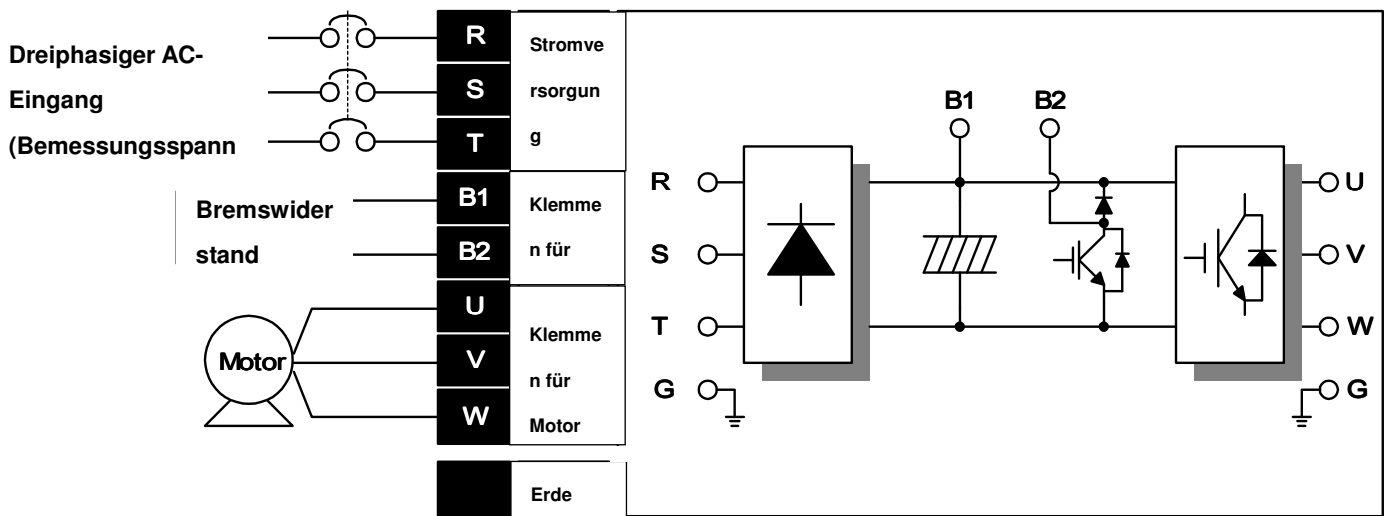 Dreiphasiger AC-
Eingang
(Bemessungsspann
R
S
T
Stromve
rsorgun
g
Bremswider
stand
B1
B2
Klemme
n für
Motor
U
V
W
Klemme
n für
Motor
Erde
B1
B2
R
S
T
G
U
V
W
G